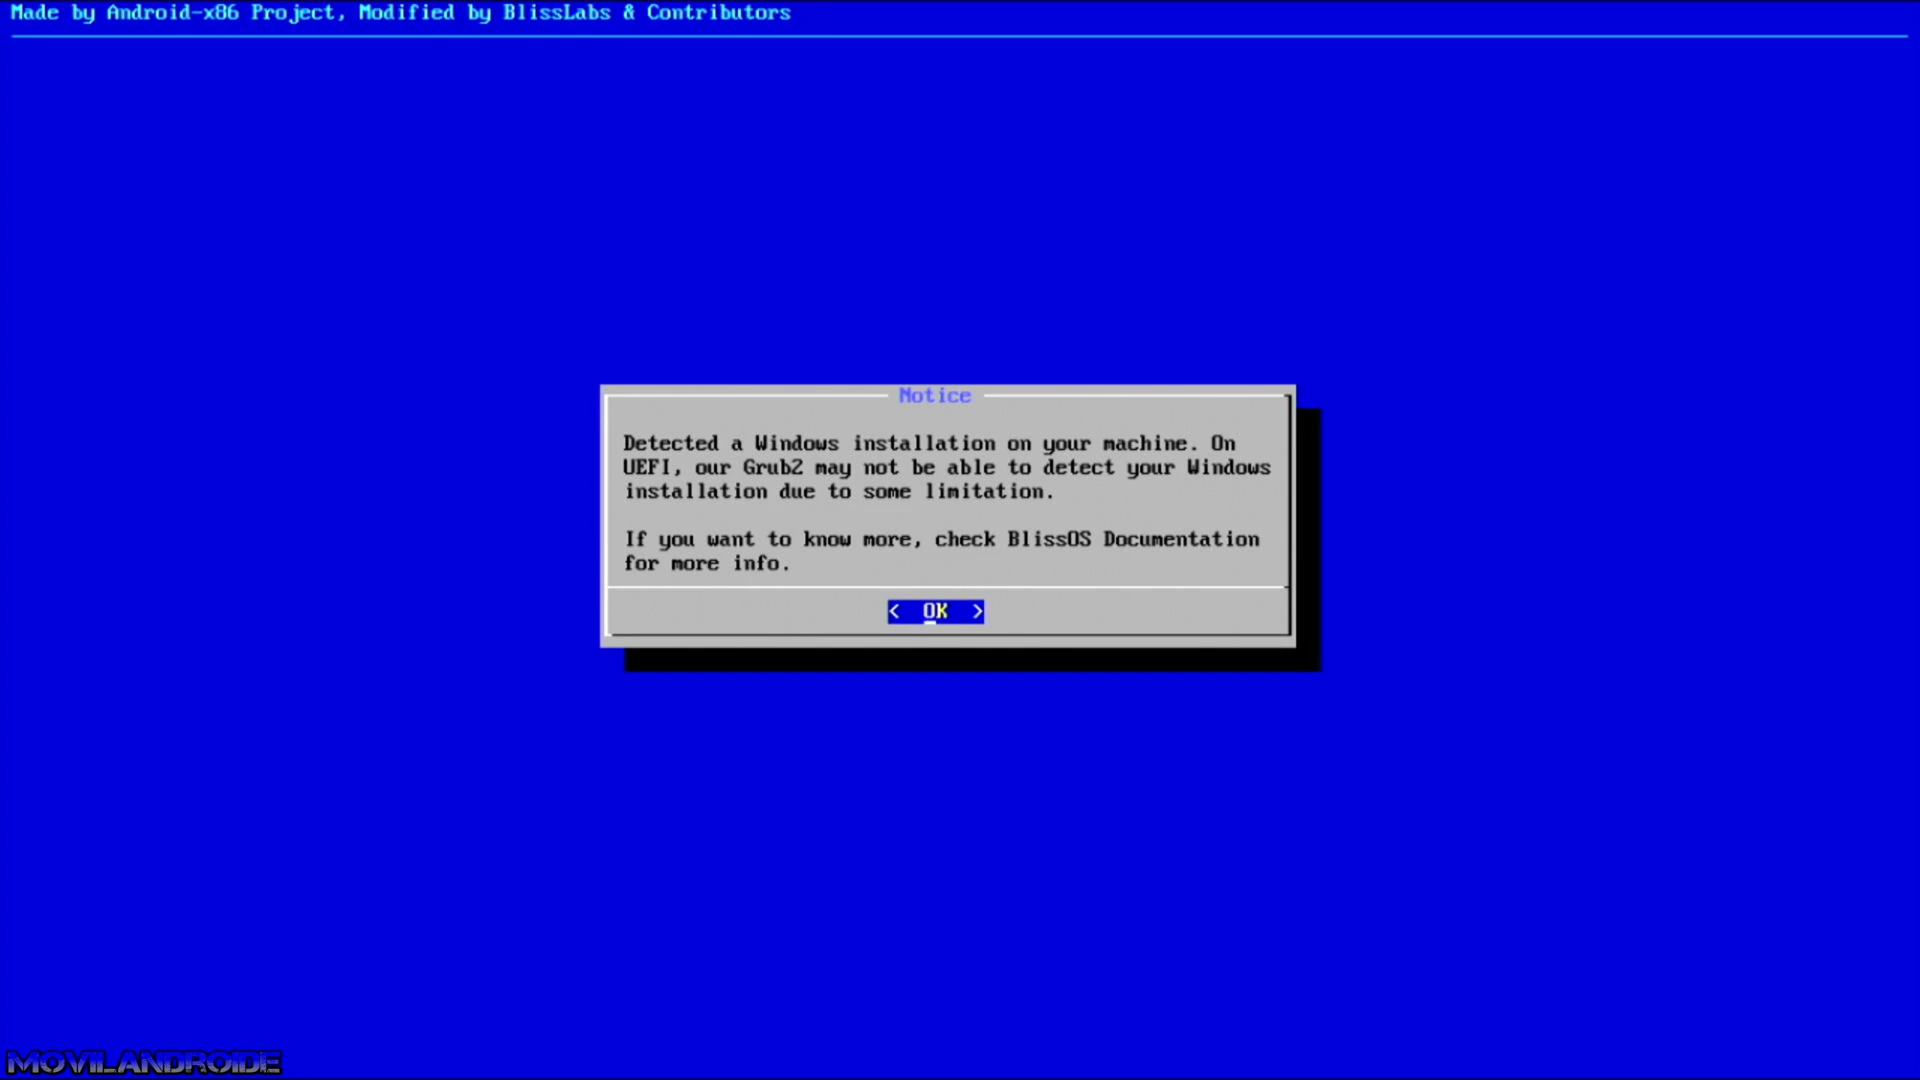 Made by Android-x86 Project, Modified by BlissLabs & Contributors
Notice
Detected a Windows installation on your machine. On
UEFI, our Grub2 may not be able to detect your Windows
installation due to some limitation.
If you want to know more, check BlissOS Documentation
for more info.
< OK >
MOVILANDROIDE